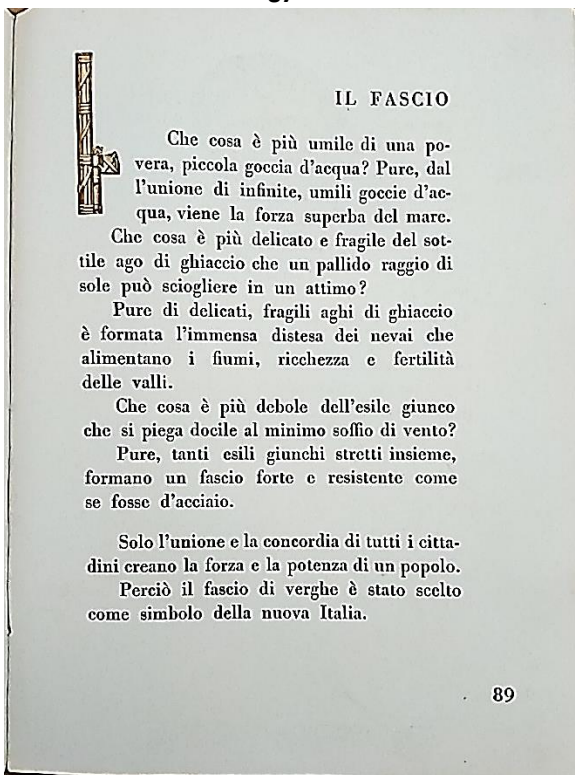 IL FASCIO
Che cosa è più umile di una po-
vera, piccola goccia d'acqua? Pure, dal
l'unione di infinite, umili goccie d'ac-
qua, viene la forza superba del mare.
Che cosa è più delicato e fragile del sot-
tile ago di ghiaccio che un pallido raggio di
sole può sciogliere in un attimo?
Pure di delicati, fragili aghi di ghiaccio
è formata l'immensa distesa dei nevai che
alimentano i fiumi, ricchezza e fertilità
delle valli.
Che cosa è più debole dell'esile giunco
che si piega docile al minimo soffio di vento?
Pure, tanti esili giunchi stretti insieme,
formano un fascio forte e resistente come
se fosse d'acciaio.
Solo l'unione e la concordia di tutti i citta-
dini creano la forza e la potenza di un popolo.
Perciò il fascio di verghe è stato scelto
come simbolo della nuova Italia.
89